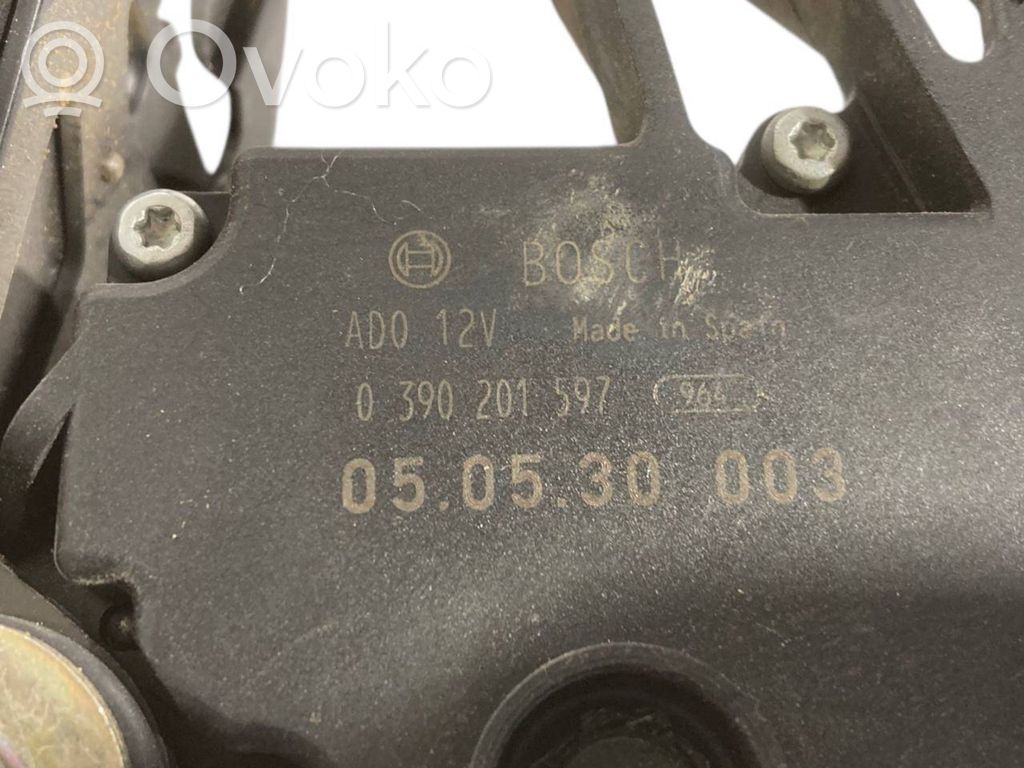 Ovoko
BOSCH
ADO 12V Made in Spain
0 390 201 597 964
05.05.30 003